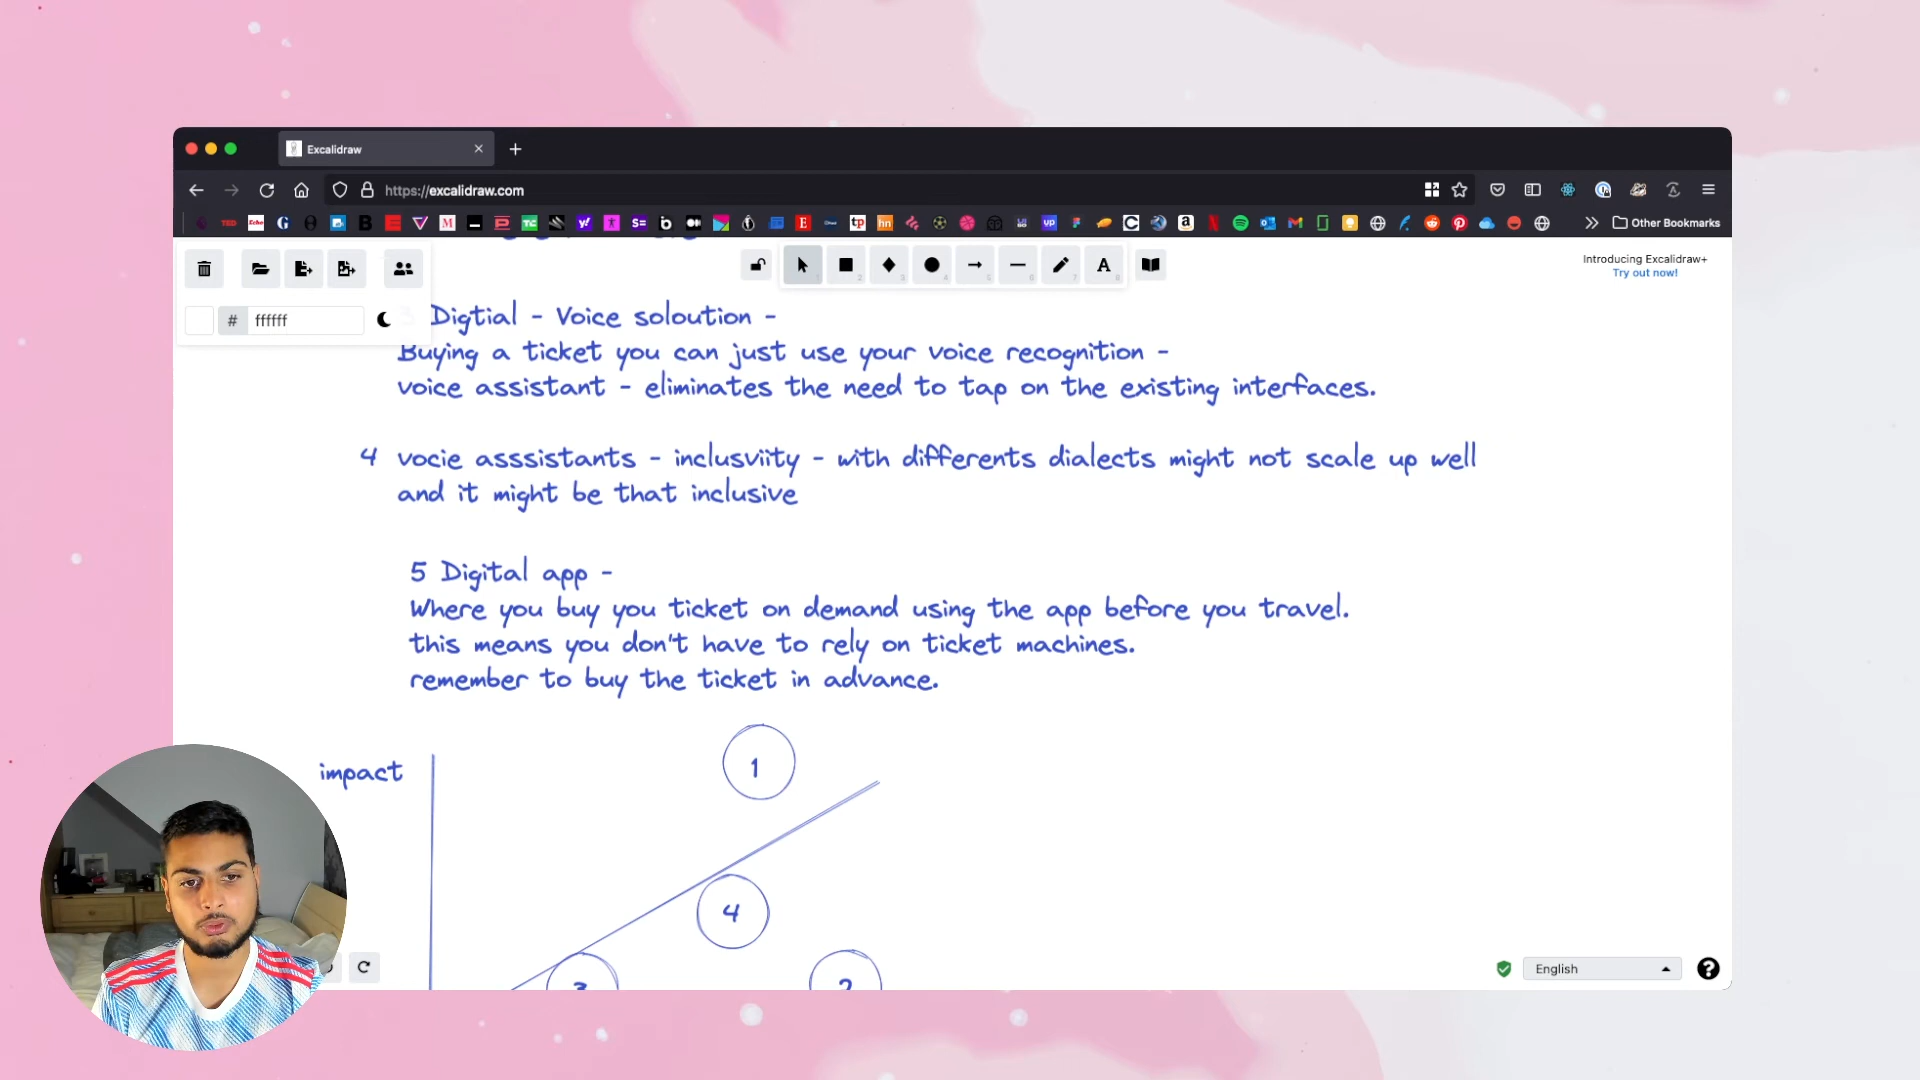 Excalidraw
https://excalidraw.com
Other Bookmarks
Introducing Excalidraw+
Try out now!
# ffffff
3 Digtial - Voice soloution -
Buying a ticket you can just use your voice recognition -
voice assistant - eliminates the need to tap on the existing interfaces.
4 vocie asssistants - inclusviity - with differents dialects might not scale up well
and it might be that inclusive
5 Digital app -
Where you buy you ticket on demand using the app before you travel.
this means you don't have to rely on ticket machines.
remember to buy the ticket in advance.
impact
1
4
3
2
English